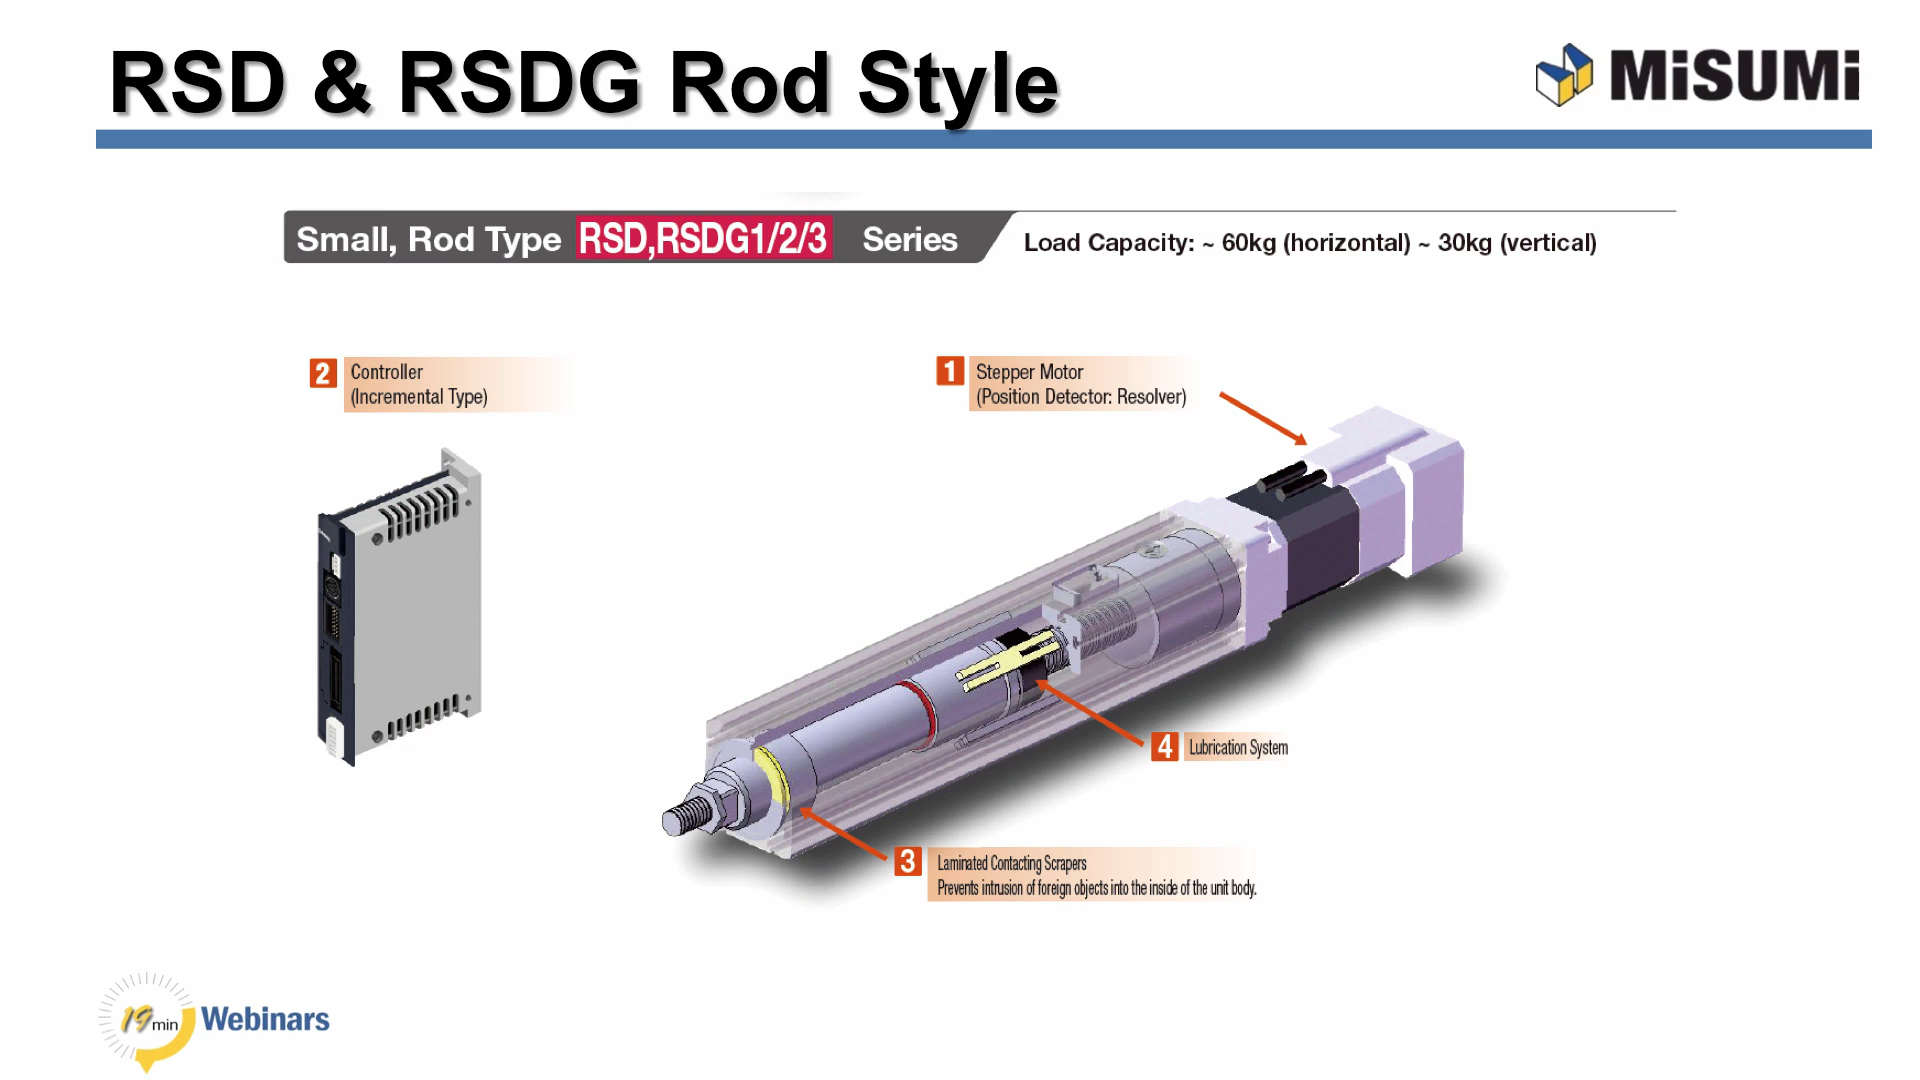 RSD & RSDG Rod Style
MiSUMi
Small, Rod Type RSD,RSDG1/2/3 Series
Load Capacity: ~ 60kg (horizontal) ~ 30kg (vertical)
2 Controller
(Incremental Type)
1 Stepper Motor
(Position Detector: Resolver)
4 Lubrication System
3 Laminated Contacting Scrapers
Prevents intrusion of foreign objects into the inside of the unit body.
19 min Webinars